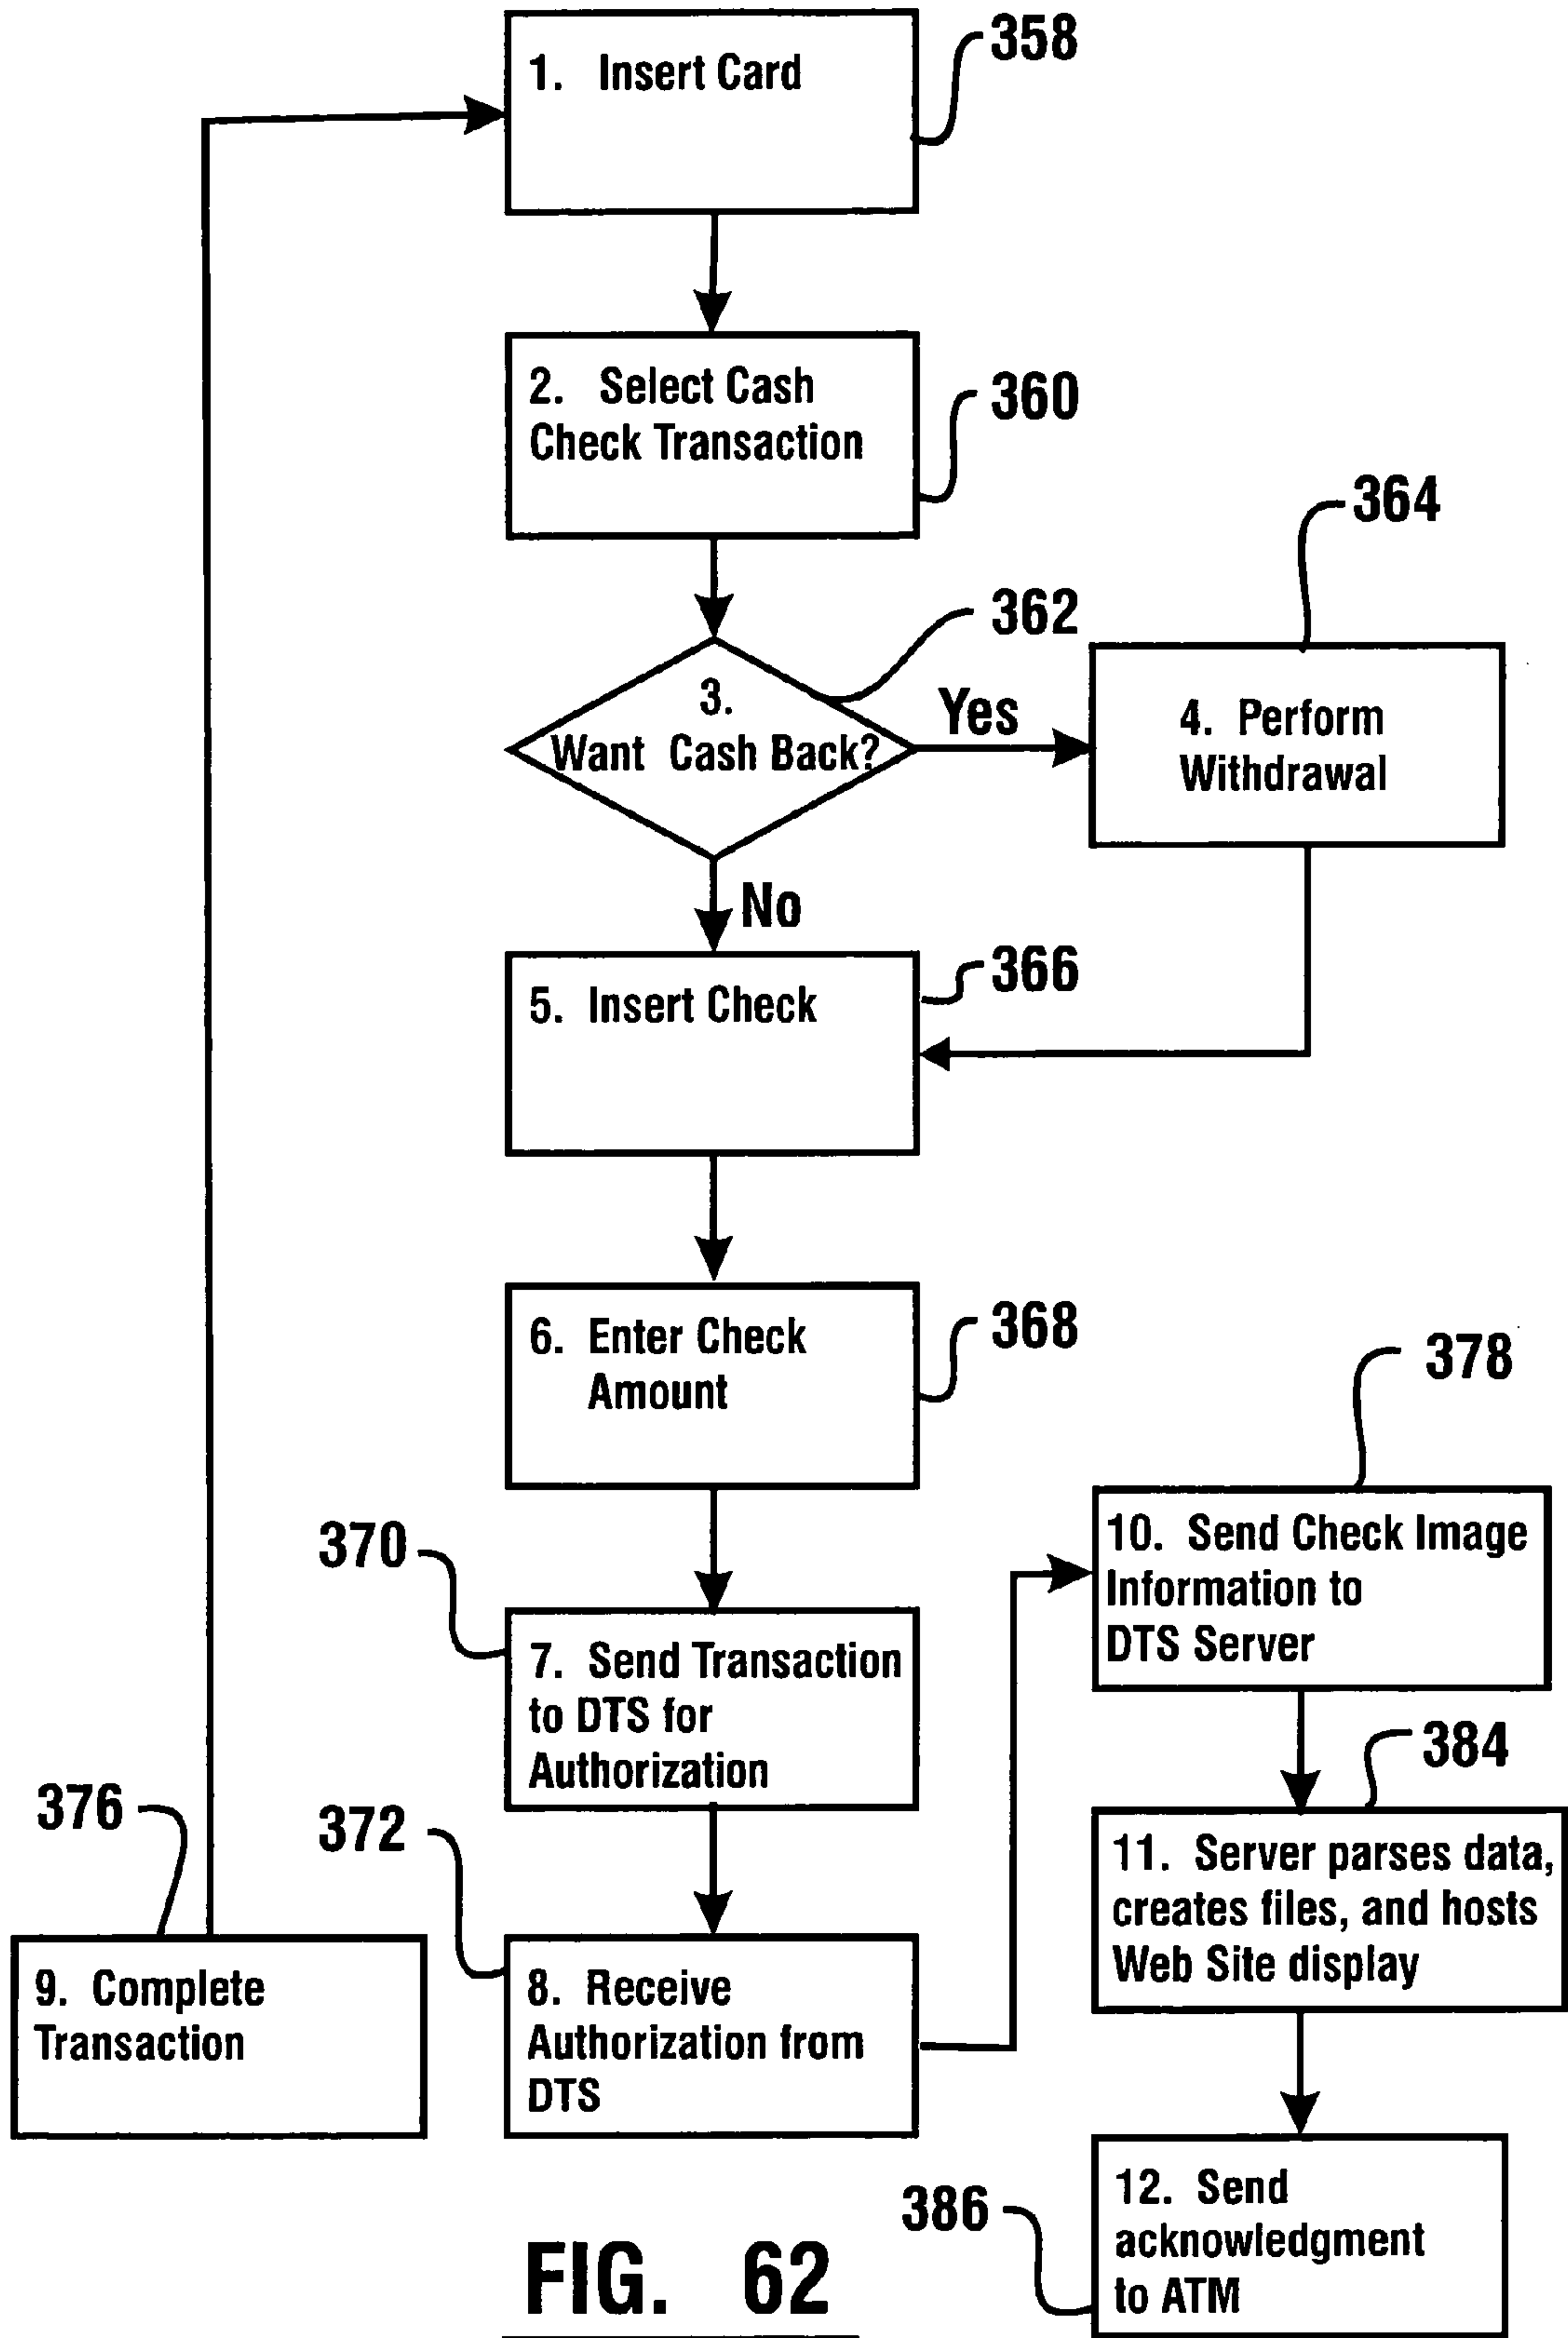 358
1. Insert Card
360
2. Select Cash
Check Transaction
362
3.
Want Cash Back?
Yes
364
4. Perform
Withdrawal
No
366
5. Insert Check
368
6. Enter Check
Amount
370
7. Send Transaction
to DTS for
Authorization
372
8. Receive
Authorization from
DTS
376
9. Complete
Transaction
378
10. Send Check Image
Information to
DTS Server
384
11. Server parses data,
creates files, and hosts
Web Site display
386
12. Send
acknowledgment
to ATM
FIG. 62